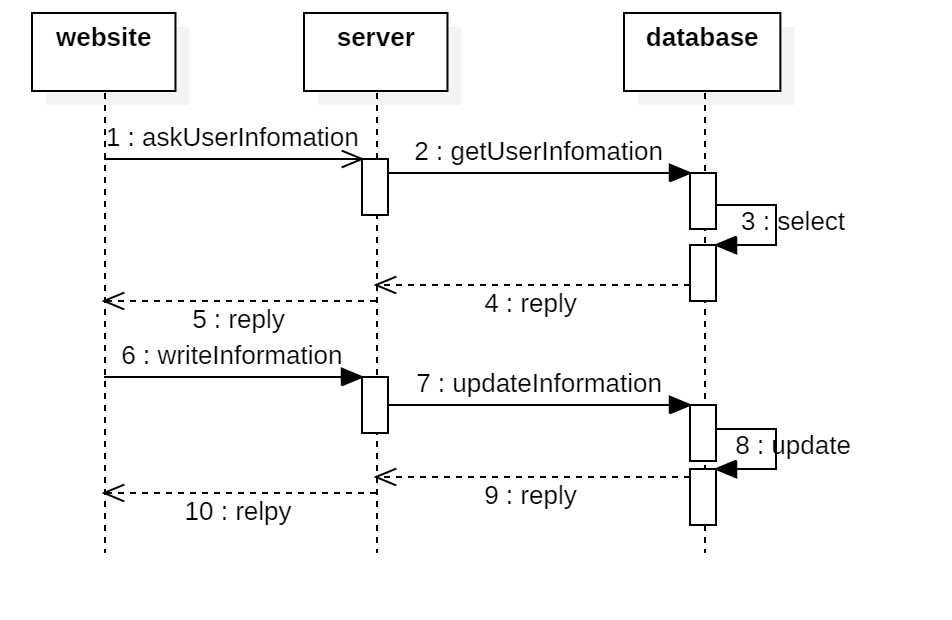 website
server
database
1 : askUserInfomation
2 : getUserInfomation
3 : select
4 : reply
5 : reply
6 : writeInformation
7 : updateInformation
8 : update
9 : reply
10 : relpy